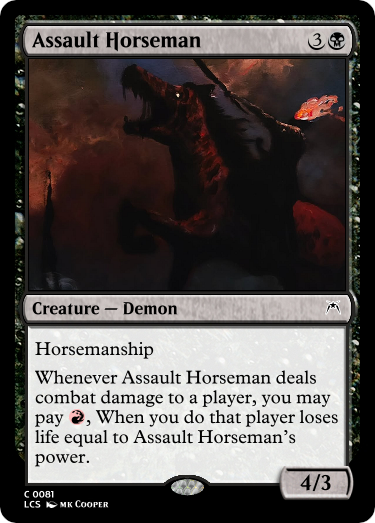 Assault Horseman 3
Creature — Demon
Horsemanship
Whenever Assault Horseman deals
combat damage to a player, you may
pay , When you do that player loses
life equal to Assault Horseman's
power.
4/3
C 0081
LCS MK COOPER